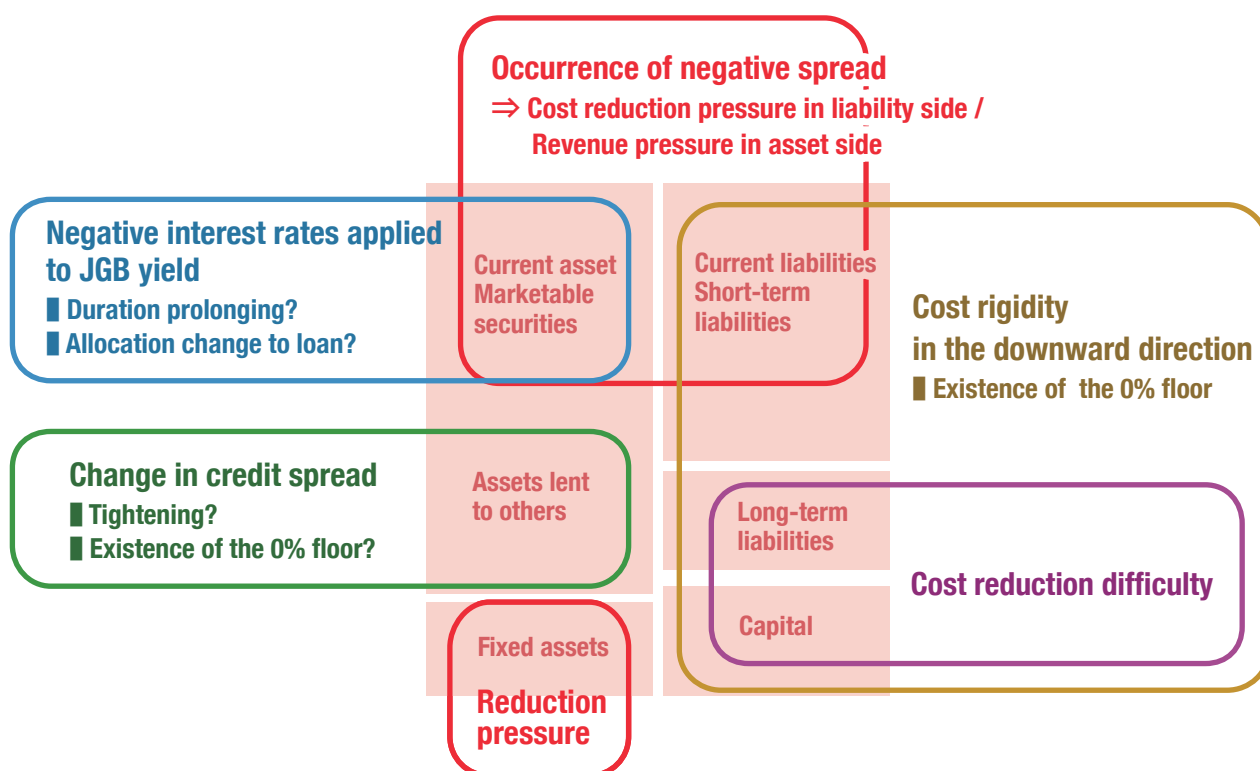 Occurrence of negative spread
⇒ Cost reduction pressure in liability side /
Revenue pressure in asset side
Negative interest rates applied
to JGB yield
■ Duration prolonging?
■ Allocation change to loan?
Current asset
Marketable
securities
Current liabilities
Short-term
liabilities
Cost rigidity
in the downward direction
■ Existence of the 0% floor
Change in credit spread
■ Tightening?
■ Existence of the 0% floor?
Assets lent
to others
Long-term
liabilities
Cost reduction difficulty
Capital
Fixed assets
Reduction
pressure